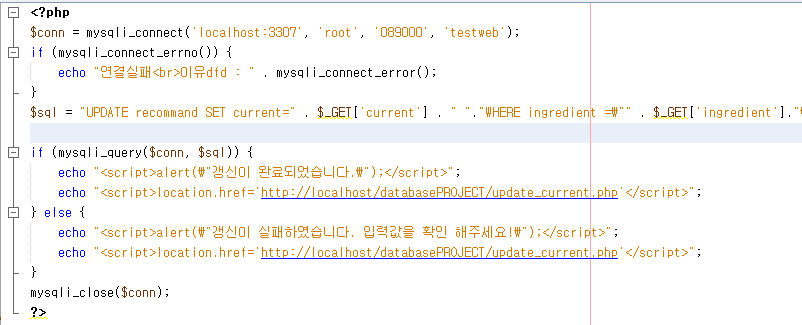 <?php
$conn = mysqli_connect('localhost:3307', 'root', '089000', 'testweb');
if (mysqli_connect_errno()) {
echo "연결실패<br>이유dfd : " . mysqli_connect_error();
}
$sql = "UPDATE recommand SET current=" . $_GET['current'] . " "."WHERE ingredient =₩"" . $_GET['ingredient']."
if (mysqli_query($conn, $sql)) {
echo "<script>alert(₩"갱신이 완료되었습니다.₩");</script>";
echo "<script>location.href='http://localhost/databasePROJECT/update_current.php'</script>";
} else {
echo "<script>alert(₩"갱신이 실패하였습니다. 입력값을 확인 해주세요!₩");</script>";
echo "<script>location.href='http://localhost/databasePROJECT/update_current.php'</script>";
}
mysqli_close($conn);
?>